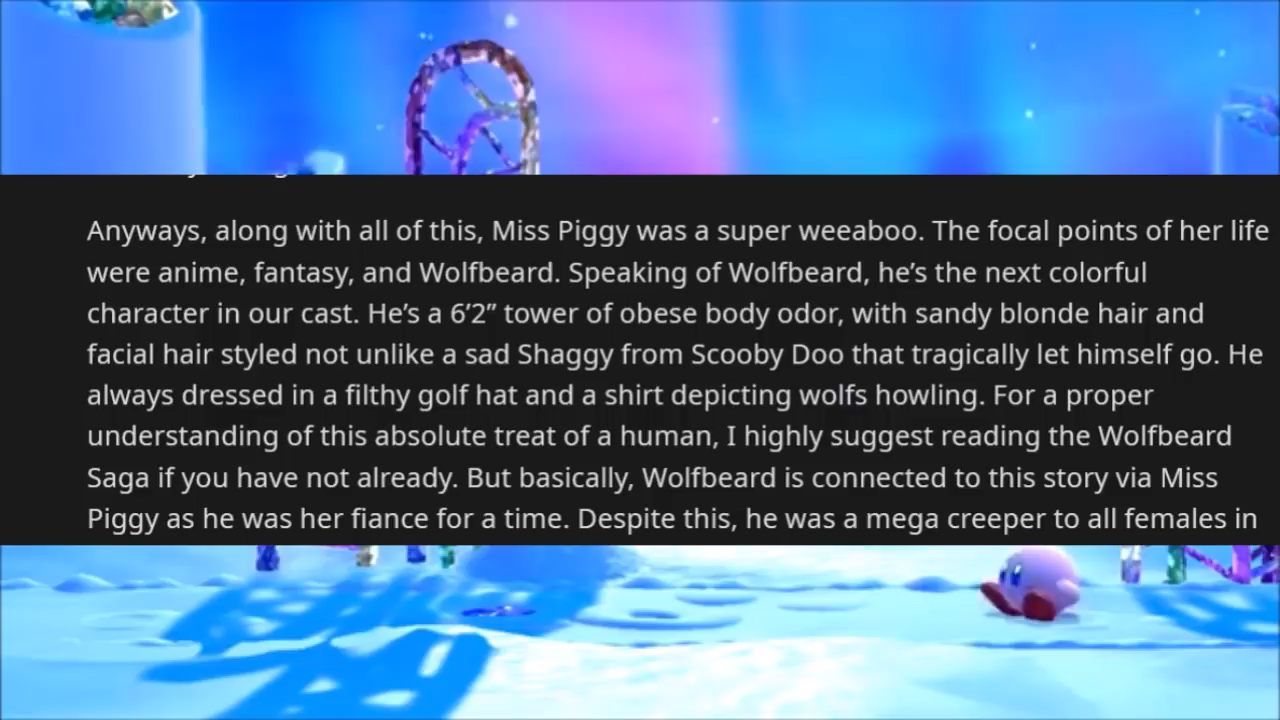 Anyways, along with all of this, Miss Piggy was a super weeaboo. The focal points of her life
were anime, fantasy, and Wolfbeard. Speaking of Wolfbeard, he’s the next colorful
character in our cast. He’s a 6’2” tower of obese body odor, with sandy blonde hair and
facial hair styled not unlike a sad Shaggy from Scooby Doo that tragically let himself go. He
always dressed in a filthy golf hat and a shirt depicting wolfs howling. For a proper
understanding of this absolute treat of a human, I highly suggest reading the Wolfbeard
Saga if you have not already. But basically, Wolfbeard is connected to this story via Miss
Piggy as he was her fiance for a time. Despite this, he was a mega creeper to all females in